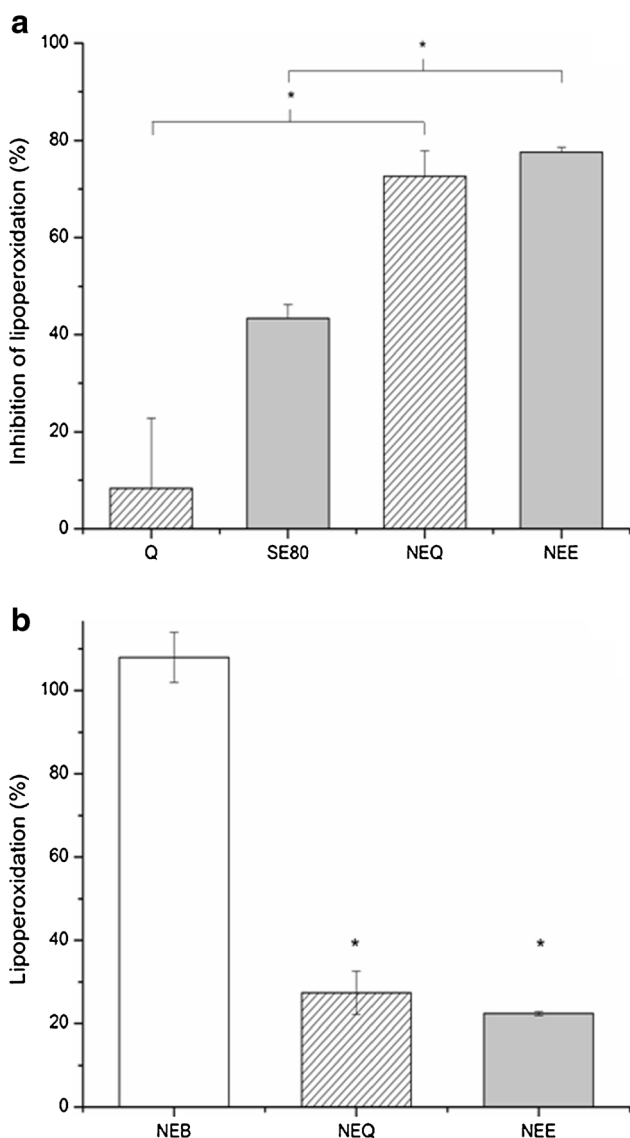 a
Inhibition of lipoperoxidation (%)
100
80
60
40
20
0
*
*
Q SE80 NEQ NEE
b
Lipoperoxidation (%)
100
80
60
40
20
0
* *
NEB NEQ NEE